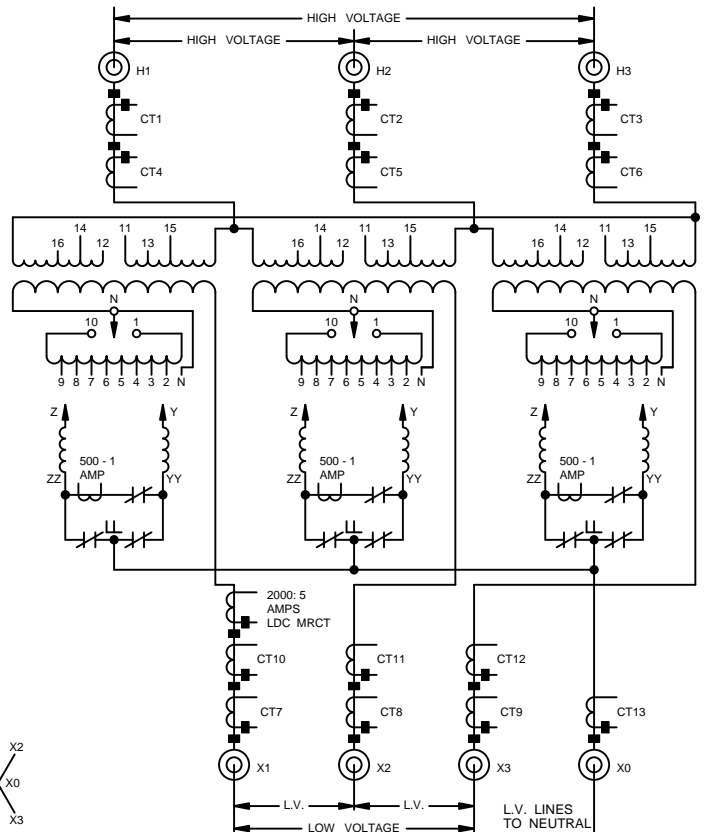 HIGH VOLTAGE
HIGH VOLTAGE HIGH VOLTAGE
H1 H2 H3
CT1 CT2 CT3
CT4 CT5 CT6
16 14 12 11 13 15 16 14 12 11 13 15 16 14 12 11 13 15
N N N
10 1 10 1 10 1
9 8 7 6 5 4 3 2 N 9 8 7 6 5 4 3 2 N 9 8 7 6 5 4 3 2 N
Z Y Z Y Z Y
500 - 1 500 - 1 500 - 1
AMP AMP AMP
ZZ YY ZZ YY ZZ YY
2000: 5
AMPS
LDC MRCT
CT10 CT11 CT12
CT7 CT8 CT9 CT13
X1 X2 X3 X0
X2
X0
X3
L.V. L.V.
LOW VOLTAGE
L.V. LINES
TO NEUTRAL